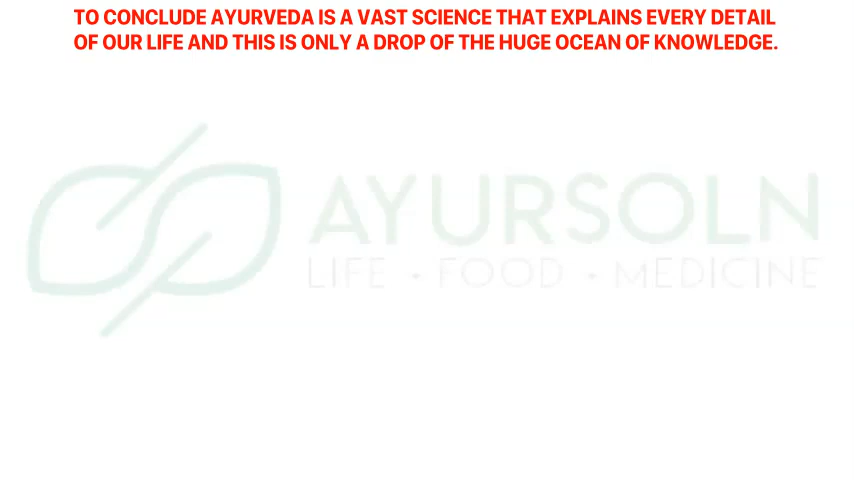 TO CONCLUDE AYURVEDA IS A VAST SCIENCE THAT EXPLAINS EVERY DETAIL
OF OUR LIFE AND THIS IS ONLY A DROP OF THE HUGE OCEAN OF KNOWLEDGE.
AYURSOLN
LIFE • FOOD • MEDICINE